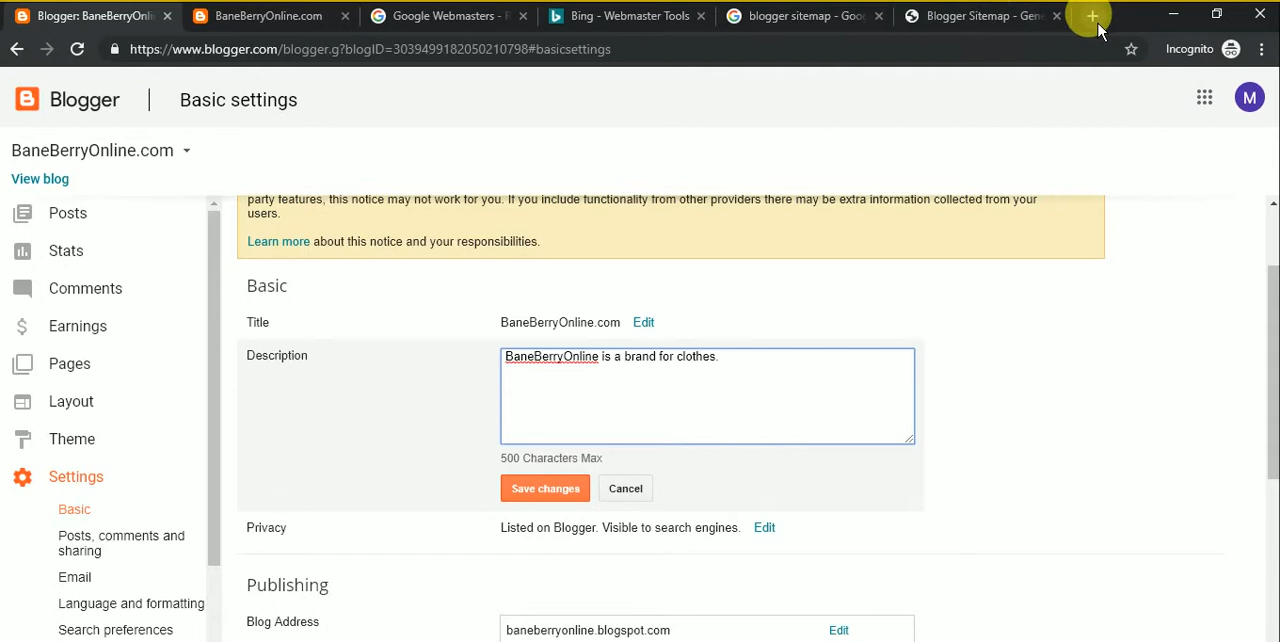 Blogger: BaneBerryOnli
BaneBerryOnline.com
Google Webmasters - R
Bing - Webmaster Tools
blogger sitemap - Goo
Blogger Sitemap - Gene
https://www.blogger.com/blogger.g?blogID=3039499182050210798#basicsettings
Incognito
Blogger
Basic settings
M
BaneBerryOnline.com
View blog
Posts
Stats
Comments
Earnings
Pages
Layout
Theme
Settings
Basic
Posts, comments and
sharing
Email
Language and formatting
Search preferences
party features, this notice may not work for you. If you include functionality from other providers there may be extra information collected from your
users.
Learn more about this notice and your responsibilities.
Basic
Title BaneBerryOnline.com Edit
Description BaneBerryOnline is a brand for clothes.
500 Characters Max
Save changes Cancel
Privacy Listed on Blogger. Visible to search engines. Edit
Publishing
Blog Address baneberryonline.blogspot.com Edit